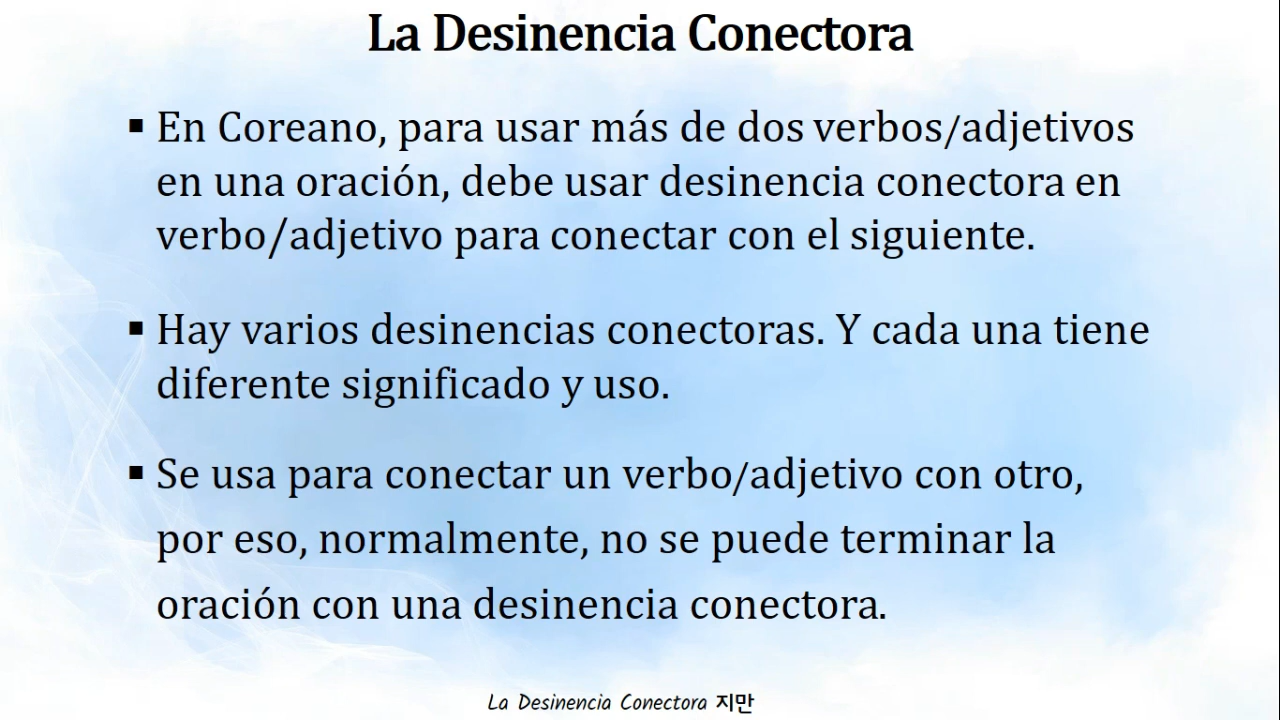 La Desinencia Conectora
▪ En Coreano, para usar más de dos verbos/adjetivos
en una oración, debe usar desinencia conectora en
verbo/adjetivo para conectar con el siguiente.
▪ Hay varios desinencias conectoras. Y cada una tiene
diferente significado y uso.
▪ Se usa para conectar un verbo/adjetivo con otro,
por eso, normalmente, no se puede terminar la
oración con una desinencia conectora.
La Desinencia Conectora 지만